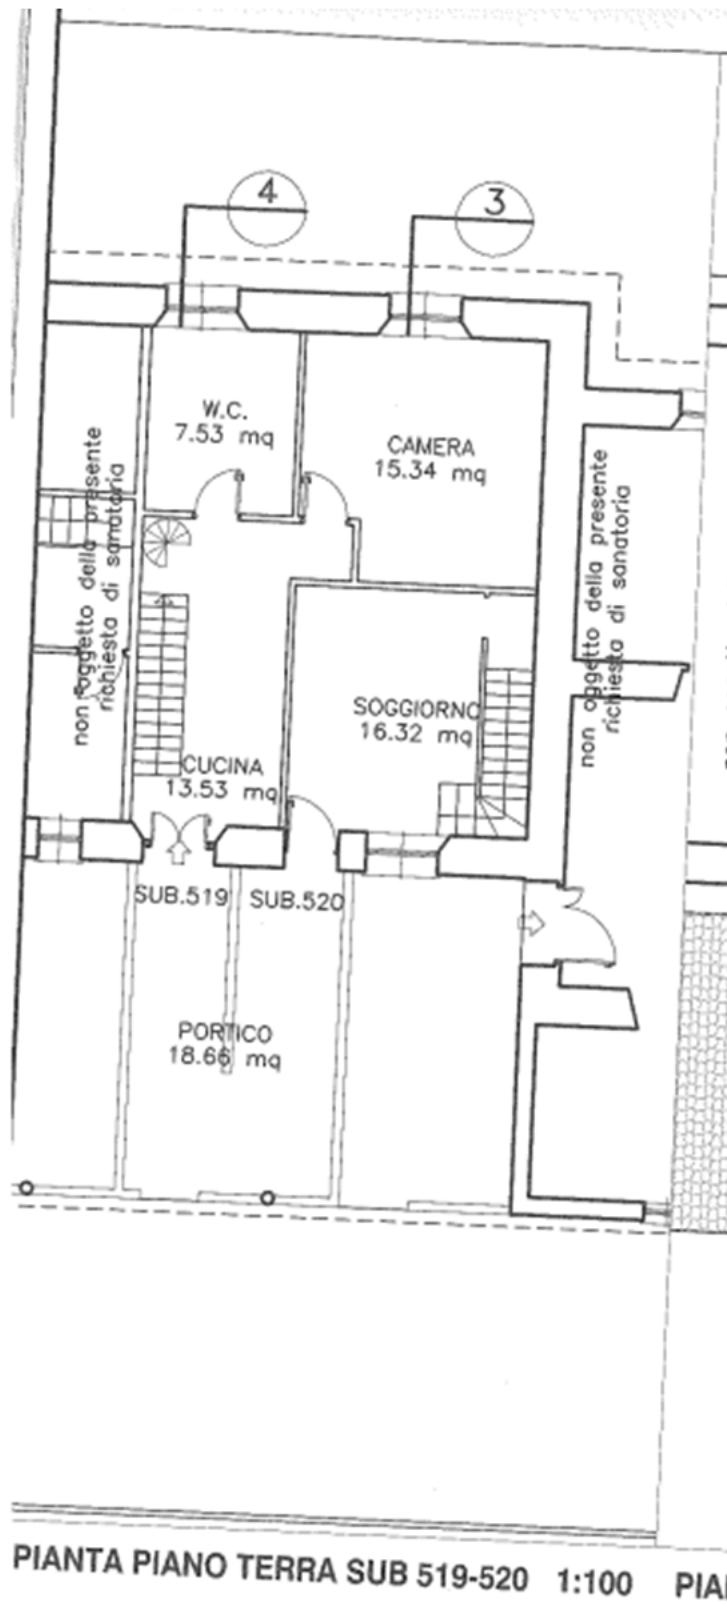 4
3
W.C.
7.53 mq
CAMERA
15.34 mq
non oggetto della presente
richiesta di sanatoria
non oggetto della presente
richiesta di sanatoria
SOGGIORNO
16.32 mq
CUCINA
13.53 mq
SUB.519
SUB.520
PORTICO
18.66 mq
PIANTA PIANO TERRA SUB 519-520 1:100 PIA